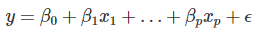 y = β₀ + β₁x₁ + … + βₚxₚ + ϵ